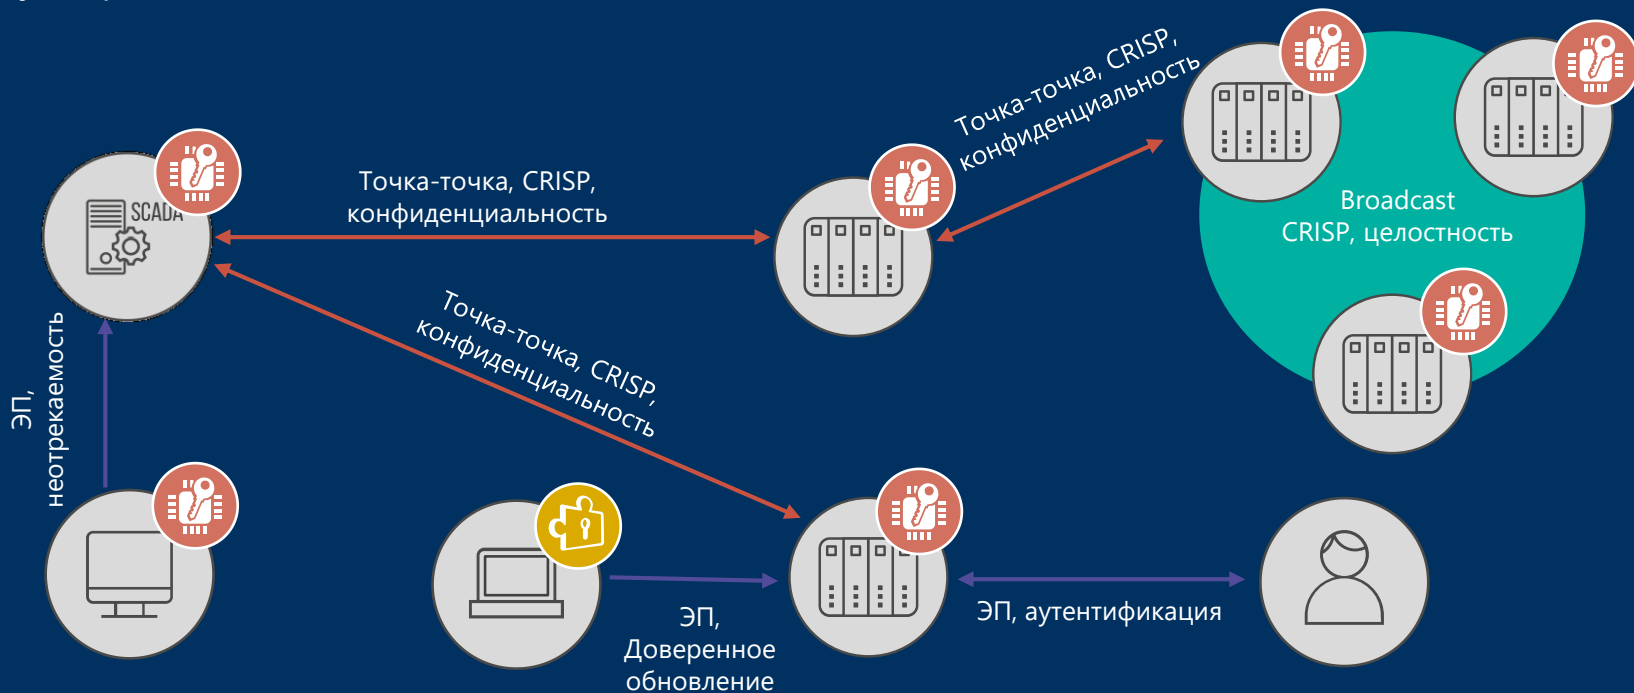 Точка-точка, CRISP,
конфиденциальность
Точка-точка, CRISP,
конфиденциальность
Broadcast
CRISP, целостность
SCADA
Точка-точка, CRISP,
конфиденциальность
ЭП,
неотрекаемость
ЭП,
Доверенное
обновление
ЭП, аутентификация